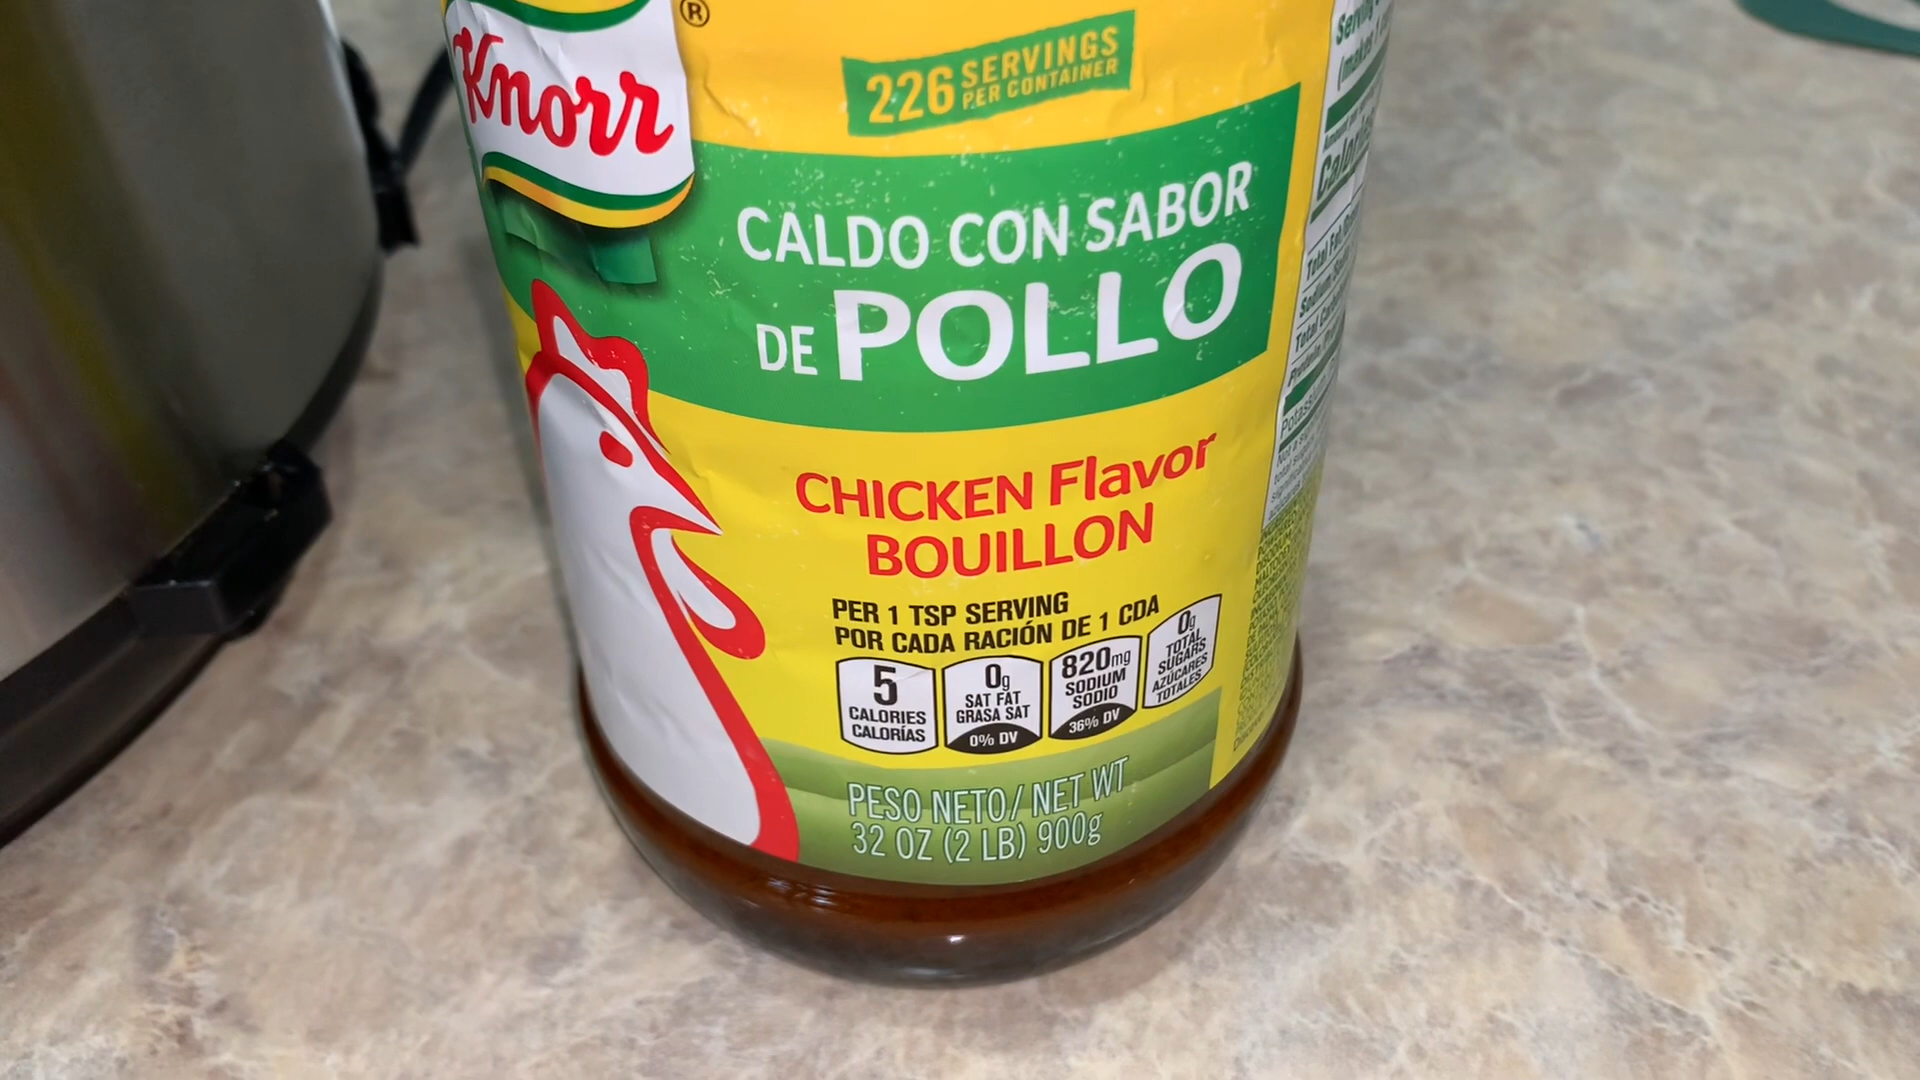 Knorr®
226 SERVINGS
PER CONTAINER
CALDO CON SABOR
DE POLLO
CHICKEN Flavor
BOUILLON
PER 1 TSP SERVING
POR CADA RACIÓN DE 1 CDA
5
CALORIES
CALORÍAS
0g
SAT FAT
GRASA SAT
0% DV
820mg
SODIUM
SODIO
36% DV
0g
TOTAL
SUGARS
AZÚCARES
TOTALES
PESO NETO/NET WT
32 OZ (2 LB) 900g